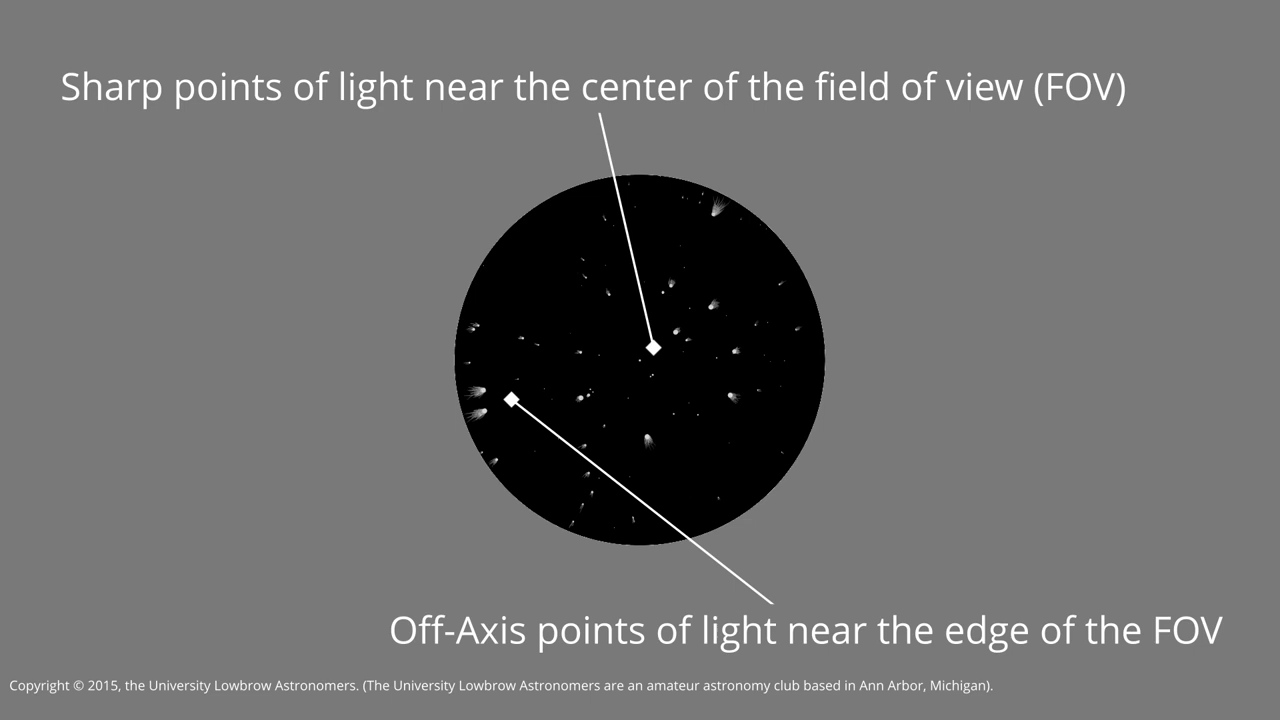 Sharp points of light near the center of the field of view (FOV)
Off-Axis points of light near the edge of the FOV
Copyright © 2015, the University Lowbrow Astronomers. (The University Lowbrow Astronomers are an amateur astronomy club based in Ann Arbor, Michigan).